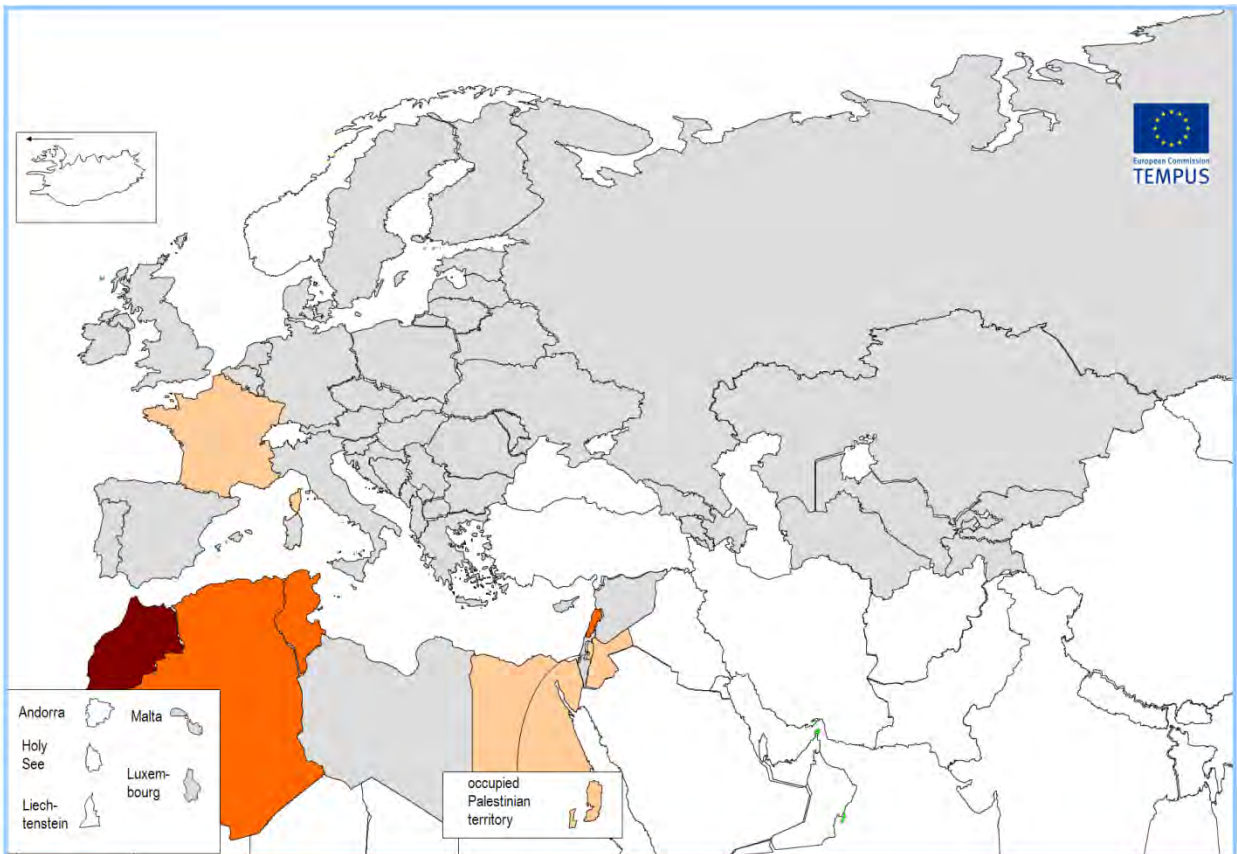 European Commission
TEMPUS
Andorra
Malta
Holy
See
Luxem-
bourg
Liech-
tenstein
occupied
Palestinian
territory